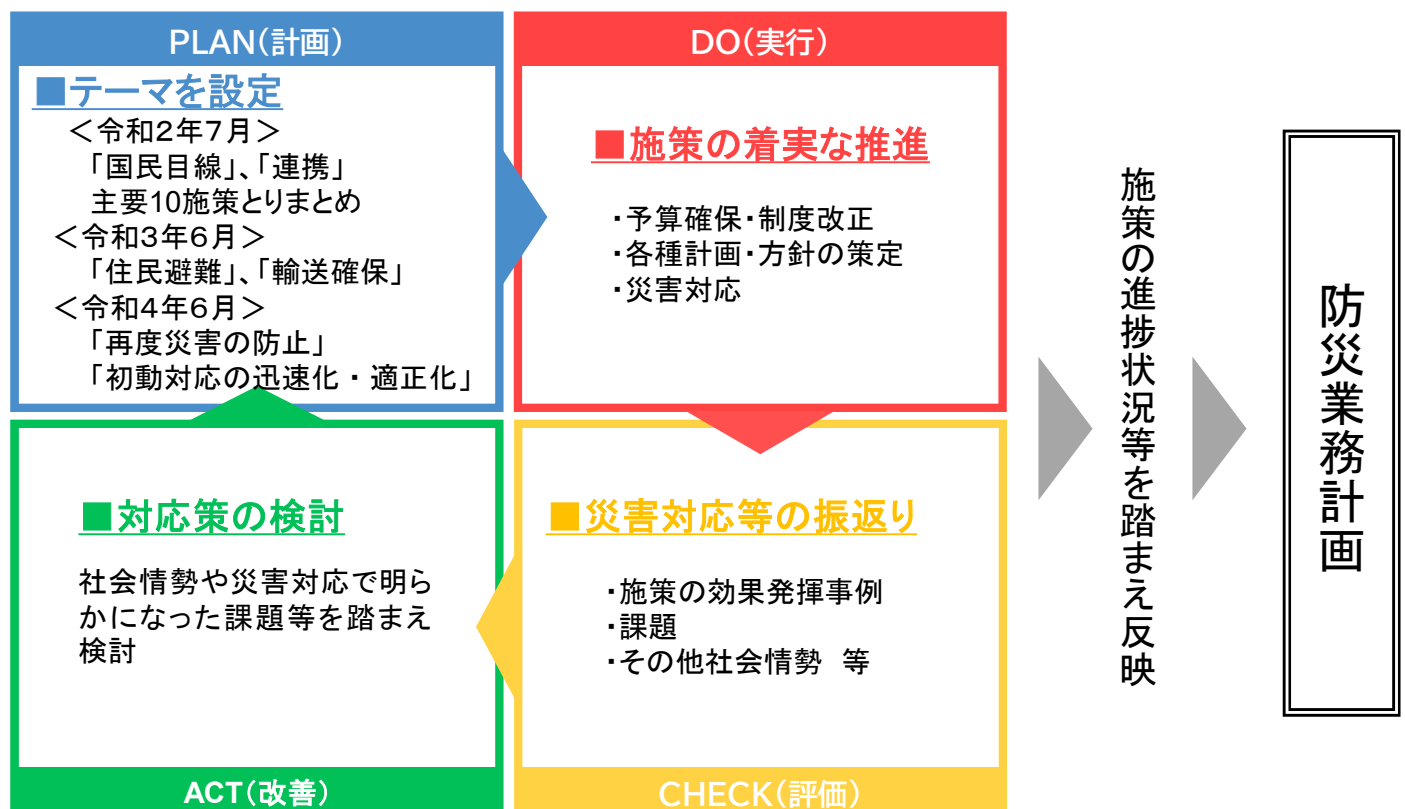 PLAN(計画)
■テーマを設定
＜令和2年7月＞
「国民目線」、「連携」
主要10施策とりまとめ
＜令和3年6月＞
「住民避難」、「輸送確保」
＜令和4年6月＞
「再度災害の防止」
「初動対応の迅速化・適正化」
DO(実行)
■施策の着実な推進
・予算確保・制度改正
・各種計画・方針の策定
・災害対応
■対応策の検討
社会情勢や災害対応で明ら
かになった課題等を踏まえ
検討
ACT(改善)
■災害対応等の振返り
・施策の効果発揮事例
・課題
・その他社会情勢　等
CHECK(評価)
施策の進捗状況等を踏まえ反映
防災業務計画